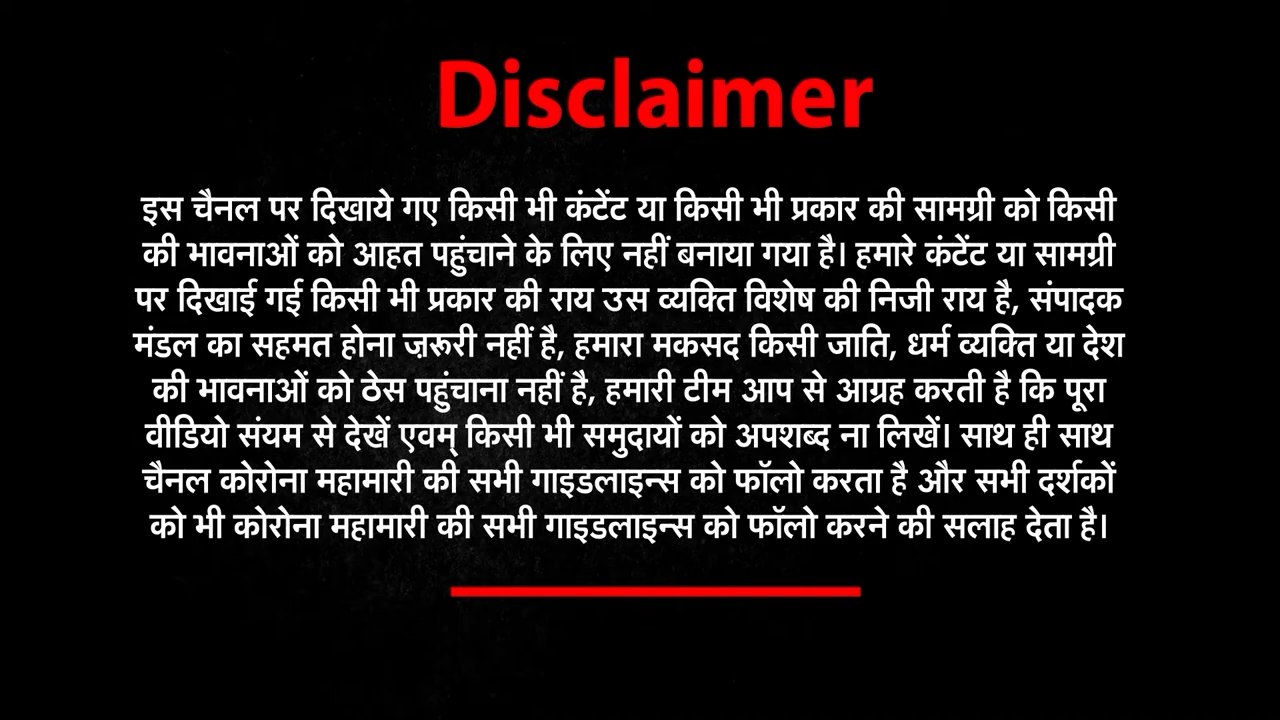 Disclaimer
इस चैनल पर दिखाये गए किसी भी कंटेंट या किसी भी प्रकार की सामग्री को किसी
की भावनाओं को आहत पहुंचाने के लिए नहीं बनाया गया है। हमारे कंटेंट या सामग्री
पर दिखाई गई किसी भी प्रकार की राय उस व्यक्ति विशेष की निजी राय है, संपादक
मंडल का सहमत होना ज़रूरी नहीं है, हमारा मकसद किसी जाति, धर्म व्यक्ति या देश
की भावनाओं को ठेस पहुंचाना नहीं है, हमारी टीम आप से आग्रह करती है कि पूरा
वीडियो संयम से देखें एवम् किसी भी समुदायों को अपशब्द ना लिखें। साथ ही साथ
चैनल कोरोना महामारी की सभी गाइडलाइन्स को फॉलो करता है और सभी दर्शकों
को भी कोरोना महामारी की सभी गाइडलाइन्स को फॉलो करने की सलाह देता है।